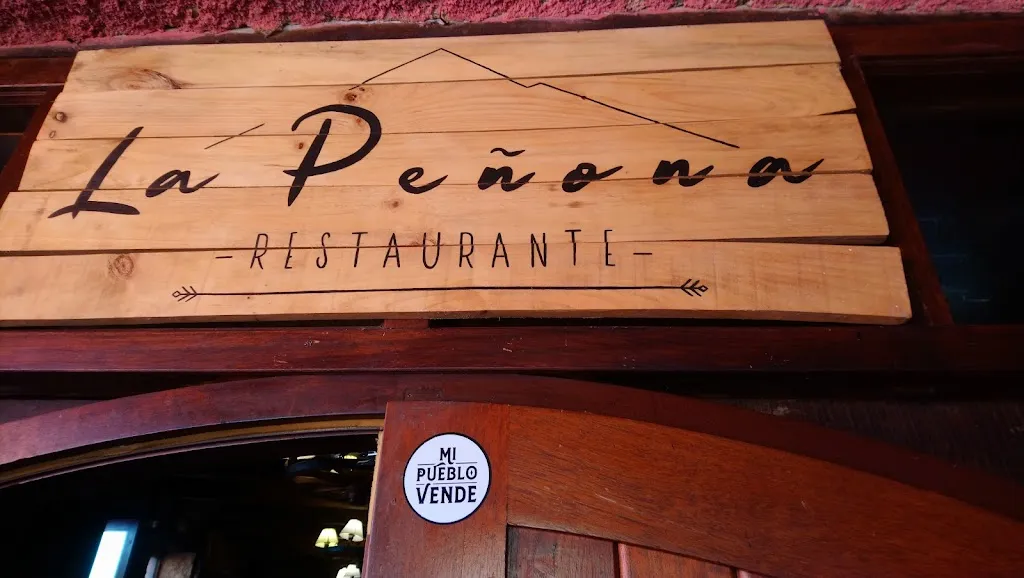 La Peñona
-RESTAURANTE-
MI
PUEBLO
VENDE